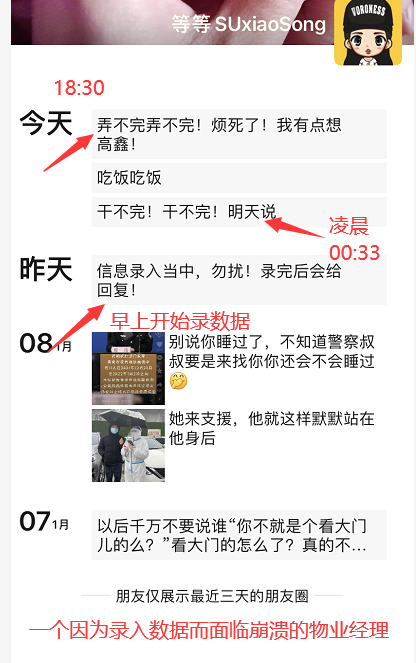 等等 SUxiaoSong
VORONESS
18:30
今天
弄不完弄不完！烦死了！我有点想
高鑫！
吃饭吃饭
干不完！干不完！明天说
凌晨
00:33
昨天
信息录入当中，勿扰！录完后会给
回复！
早上开始录数据
08 1月
别说你睡过了，不知道警察叔
叔要是来找你你还会不会睡过
🤭
她来支援，他就这样默默站在
他身后
07 1月
以后千万不要说谁“你不就是个看大门
儿的么？”看大门的怎么了？真的不...
朋友仅展示最近三天的朋友圈
一个因为录入数据而面临崩溃的物业经理